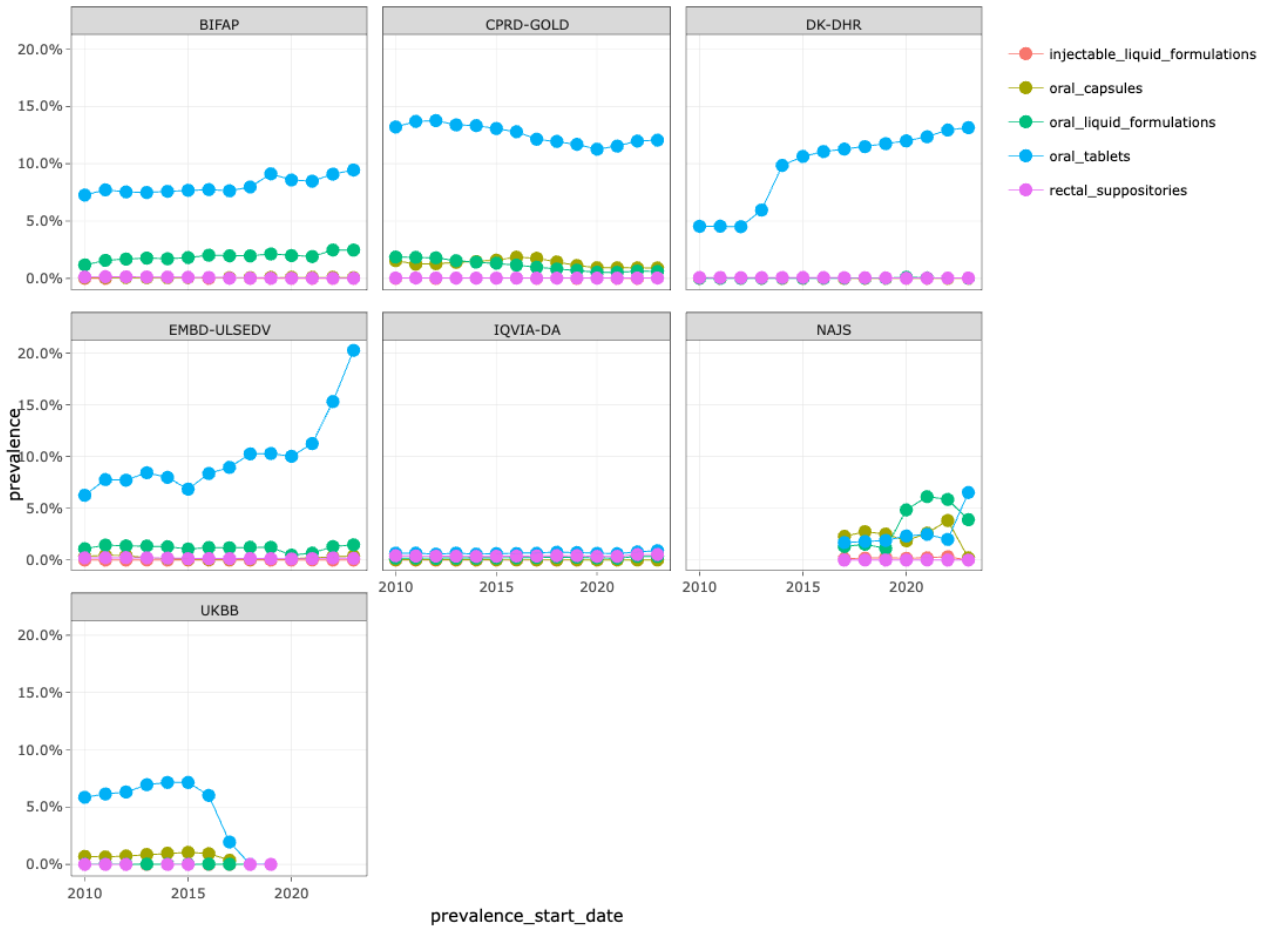 BIFAP
CPRD-GOLD
DK-DHR
20.0%
15.0%
10.0%
5.0%
0.0%
injectable_liquid_formulations
oral_capsules
oral_liquid_formulations
oral_tablets
rectal_suppositories
EMBD-ULSEDV
IQVIA-DA
NAJS
20.0%
15.0%
10.0%
5.0%
0.0%
prevalence
2010 2015 2020
2010 2015 2020
UKBB
20.0%
15.0%
10.0%
5.0%
0.0%
2010 2015 2020
prevalence_start_date